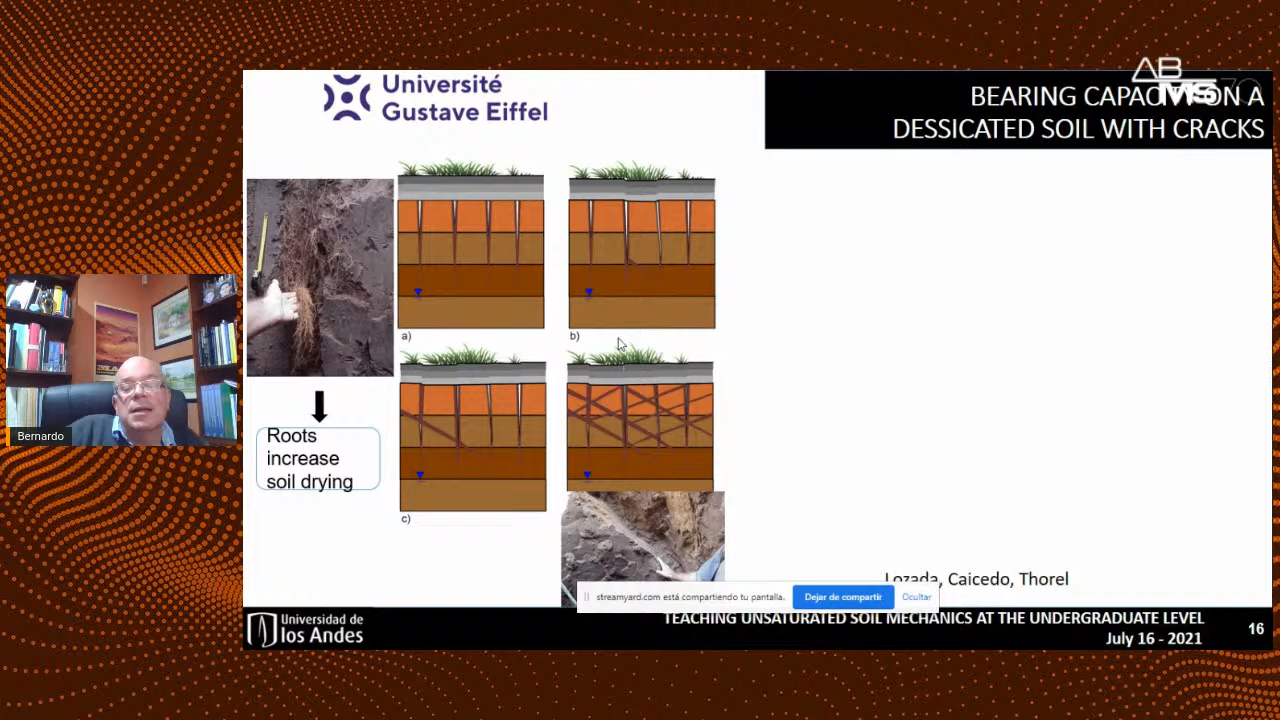 Université
Gustave Eiffel
BEARING CAPACITY ON A
DESSICATED SOIL WITH CRACKS
ABMS
a)
b)
Roots
increase
soil drying
c)
Bernardo
Lozada, Caicedo, Thorel
streamyard.com está compartiendo tu pantalla.
Dejar de compartir
Ocultar
Universidad de
los Andes
TEACHING UNSATURATED SOIL MECHANICS AT THE UNDERGRADUATE LEVEL
July 16 - 2021
16